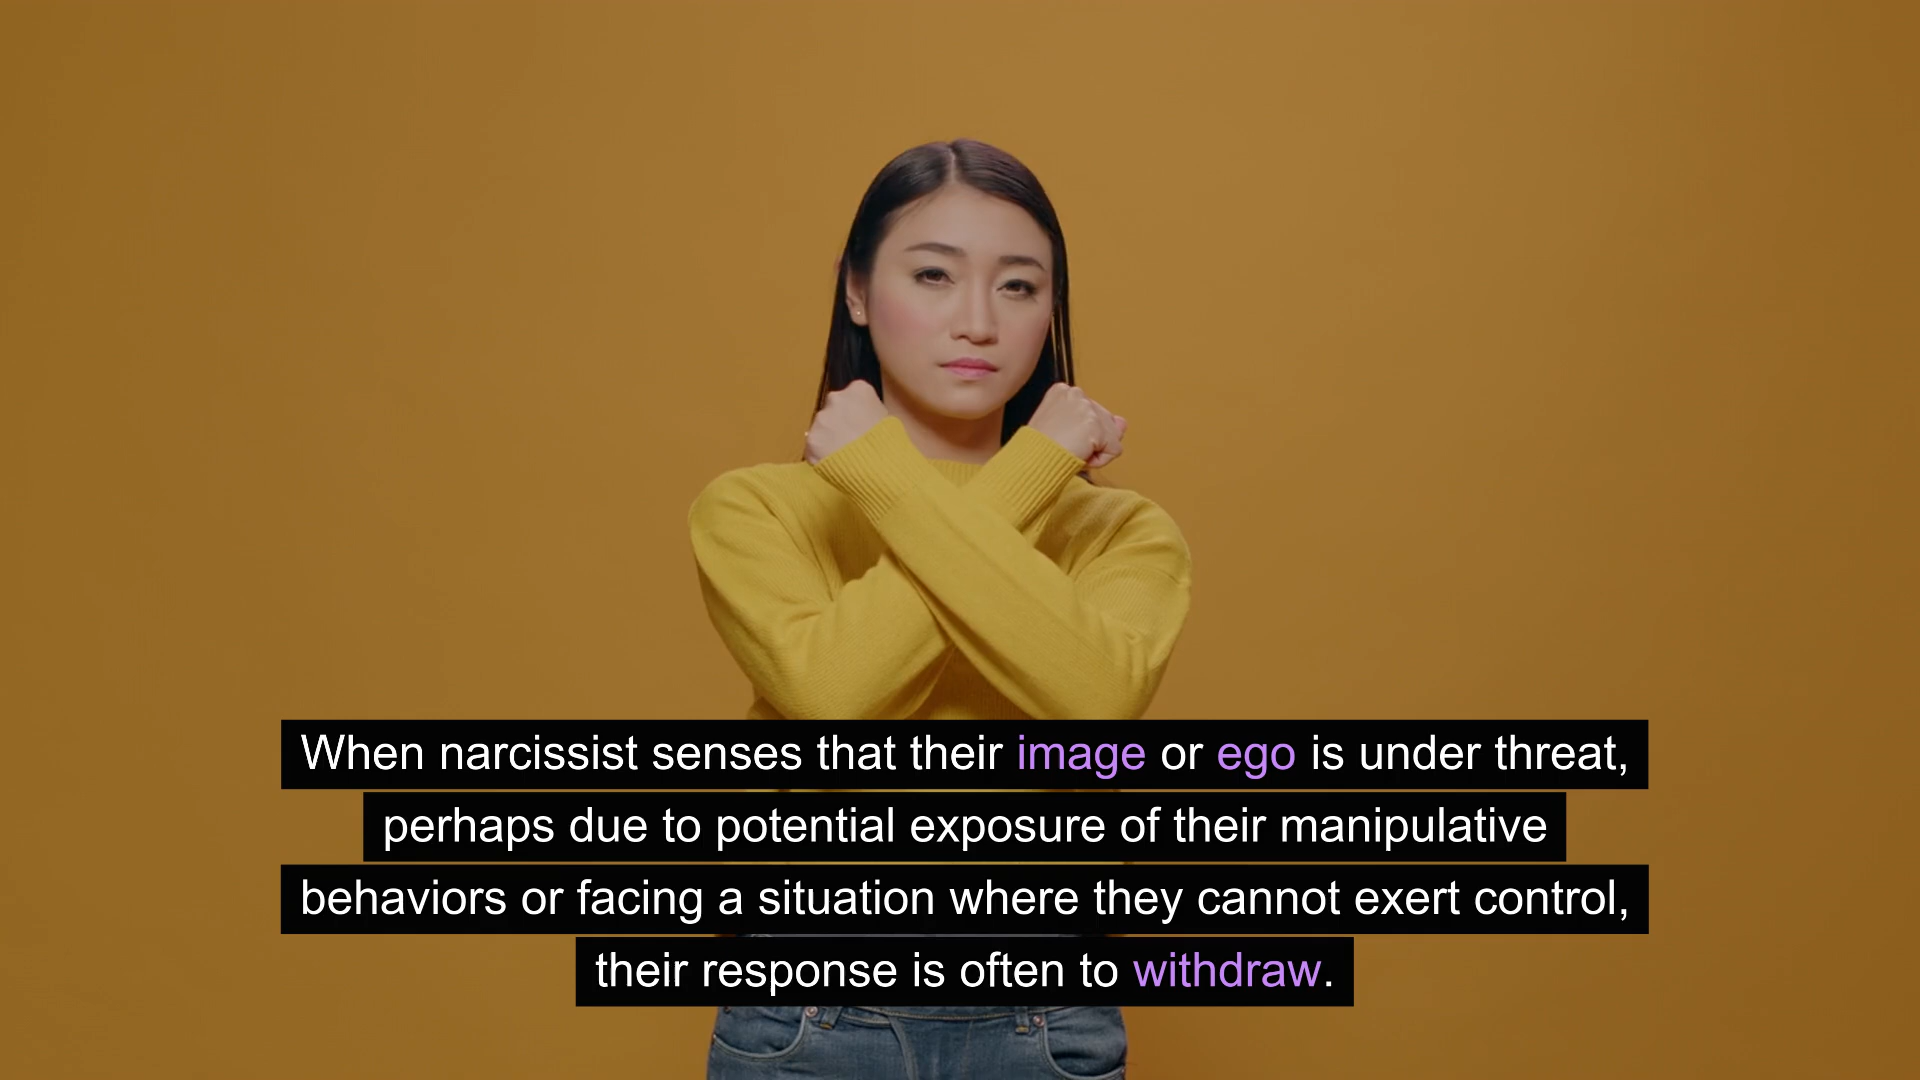 When narcissist senses that their image or ego is under threat,
perhaps due to potential exposure of their manipulative
behaviors or facing a situation where they cannot exert control,
their response is often to withdraw.